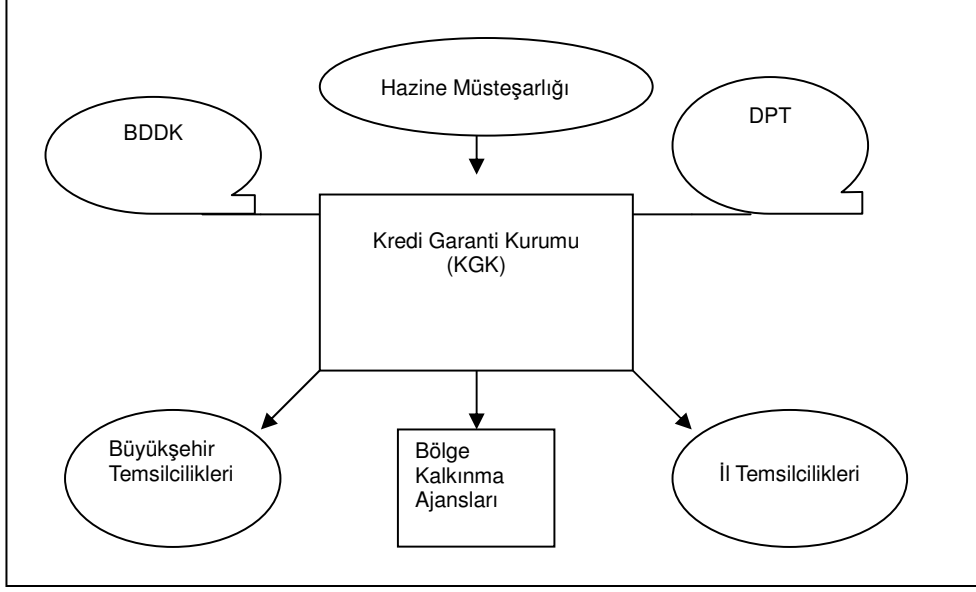 Hazine Müsteşarlığı
BDDK
DPT
Kredi Garanti Kurumu
(KGK)
Büyükşehir
Temsilcilikleri
Bölge
Kalkınma
Ajansları
İl Temsilcilikleri